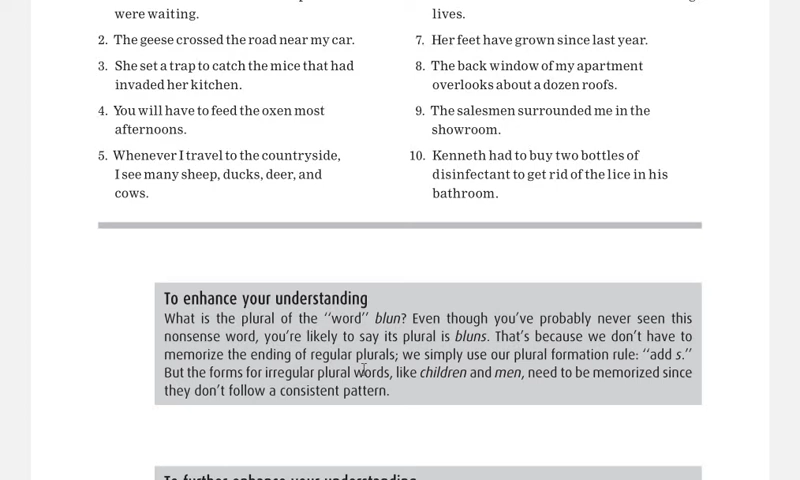 were waiting.
2. The geese crossed the road near my car.
3. She set a trap to catch the mice that had
invaded her kitchen.
4. You will have to feed the oxen most
afternoons.
5. Whenever I travel to the countryside,
I see many sheep, ducks, deer, and
cows.
lives.
7. Her feet have grown since last year.
8. The back window of my apartment
overlooks about a dozen roofs.
9. The salesmen surrounded me in the
showroom.
10. Kenneth had to buy two bottles of
disinfectant to get rid of the lice in his
bathroom.
To enhance your understanding
What is the plural of the “word” blun? Even though you’ve probably never seen this
nonsense word, you’re likely to say its plural is bluns. That’s because we don’t have to
memorize the ending of regular plurals; we simply use our plural formation rule: “add s.”
But the forms for irregular plural words, like children and men, need to be memorized since
they don’t follow a consistent pattern.
To further enhance your understanding